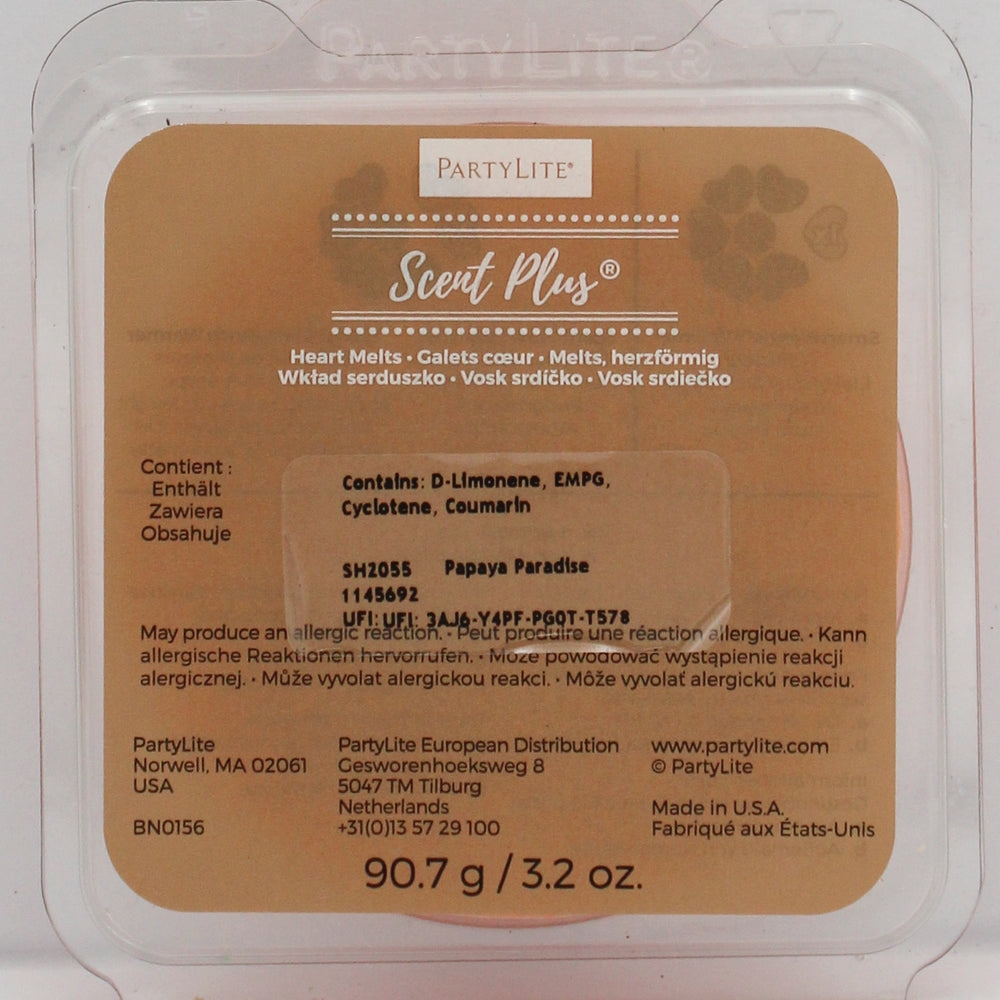 PARTYLITE®
PARTYLITE®
Scent Plus®
Heart Melts • Galets cœur • Melts, herzförmig
Wkład serduszko • Vosk srdíčko • Vosk srdiečko
Contient :
Enthält
Zawiera
Obsahuje
Contains: D-Limonene, EMPG,
Cyclotene, Coumarin
SH2055 Papaya Paradise
1145692
UFI: UFI: 3AJ6-Y4PF-PG0T-T578
May produce an allergic reaction. • Peut produire une réaction allergique. • Kann
allergische Reaktionen hervorrufen. • Może powodować wystąpienie reakcji
alergicznej. • Může vyvolat alergickou reakci. • Môže vyvolať alergickú reakciu.
PartyLite
Norwell, MA 02061
USA
BN0156
PartyLite European Distribution
Gesworenhoeksweg 8
5047 TM Tilburg
Netherlands
+31(0)13 57 29 100
www.partylite.com
© PartyLite
Made in U.S.A.
Fabriqué aux États-Unis
90.7 g / 3.2 oz.